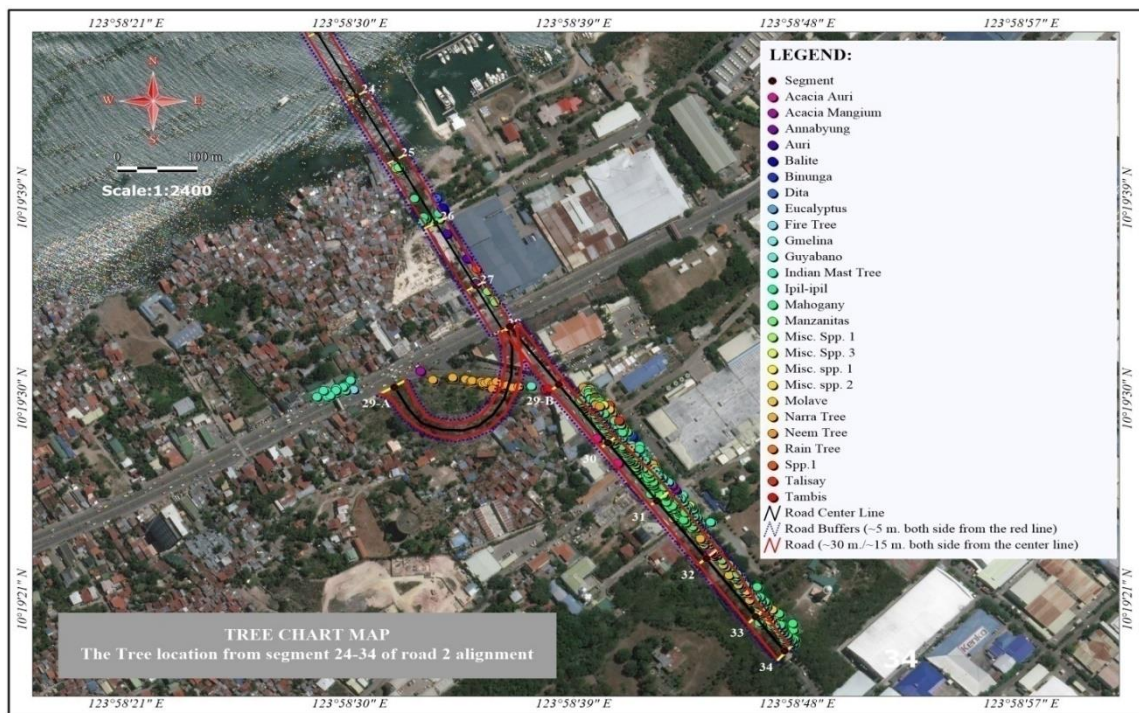 123°58'21" E 123°58'30" E 123°58'39" E 123°58'48" E 123°58'57" E
N
W E
S
0 100 m
Scale:1:2400
10°19'39" N
10°19'30" N
10°19'21" N
24
25
26
27
29-A
29-B
30
31
32
33
34
34
LEGEND:
Segment
Acacia Auri
Acacia Mangium
Annabyung
Auri
Balite
Binunga
Dita
Eucalyptus
Fire Tree
Gmelina
Guyabano
Indian Mast Tree
Ipil-ipil
Mahogany
Manzanitas
Misc. Spp. 1
Misc. Spp. 3
Misc. spp. 1
Misc. spp. 2
Molave
Narra Tree
Neem Tree
Rain Tree
Spp.1
Talisay
Tambis
Road Center Line
Road Buffers (~5 m. both side from the red line)
Road (~30 m./~15 m. both side from the center line)
10°19'39" N
10°19'30" N
10°19'21" N
TREE CHART MAP
The Tree location from segment 24-34 of road 2 alignment
123°58'21" E 123°58'30" E 123°58'39" E 123°58'48" E 123°58'57" E